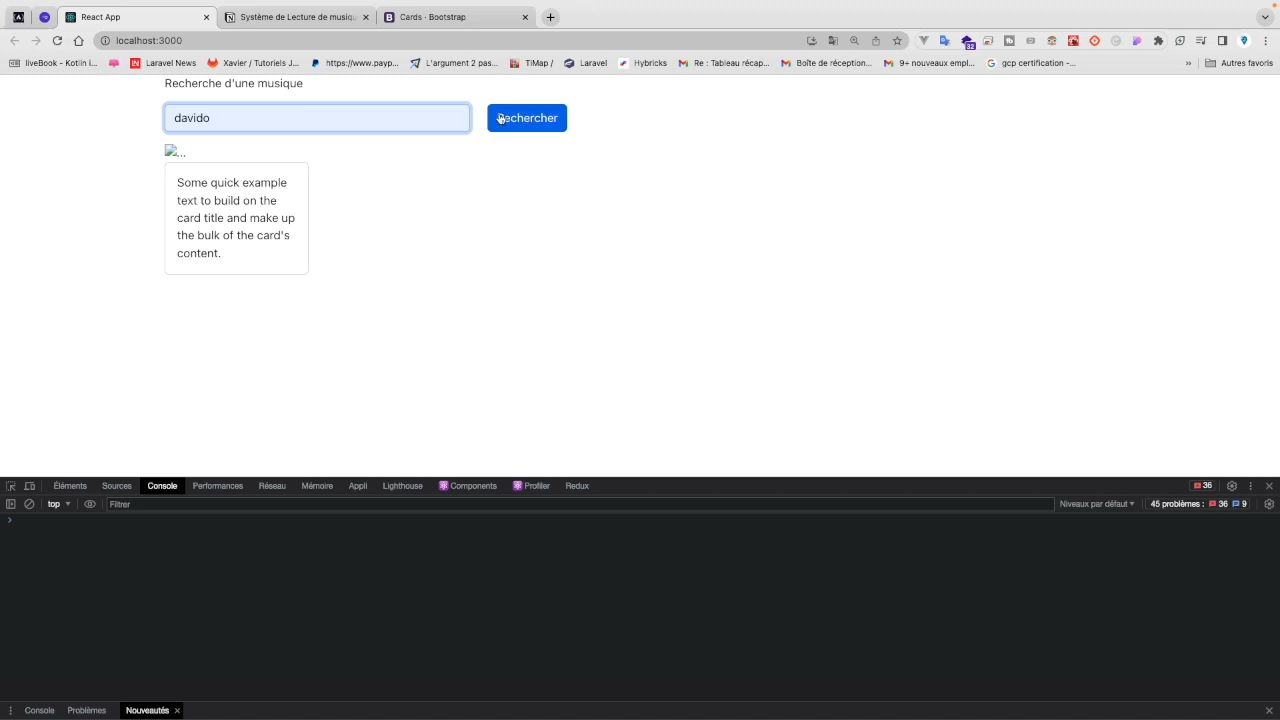 React App
Système de Lecture de musiqu
Cards · Bootstrap
localhost:3000
32
liveBook - Kotlin i...
Laravel News
Xavier / Tutoriels J...
https://www.payp...
L'argument 2 pas...
TiMap /
Laravel
Hybricks
Re : Tableau récap...
Boîte de réception...
9+ nouveaux empl...
gcp certification -...
»
Autres favoris
Recherche d'une musique
davido
Rechercher
...
Some quick example
text to build on the
card title and make up
the bulk of the card's
content.
Éléments
Sources
Console
Performances
Réseau
Mémoire
Appli
Lighthouse
Components
Profiler
Redux
36
top
Filtrer
Niveaux par défaut
45 problèmes : 36 9
Console
Problèmes
Nouveautés